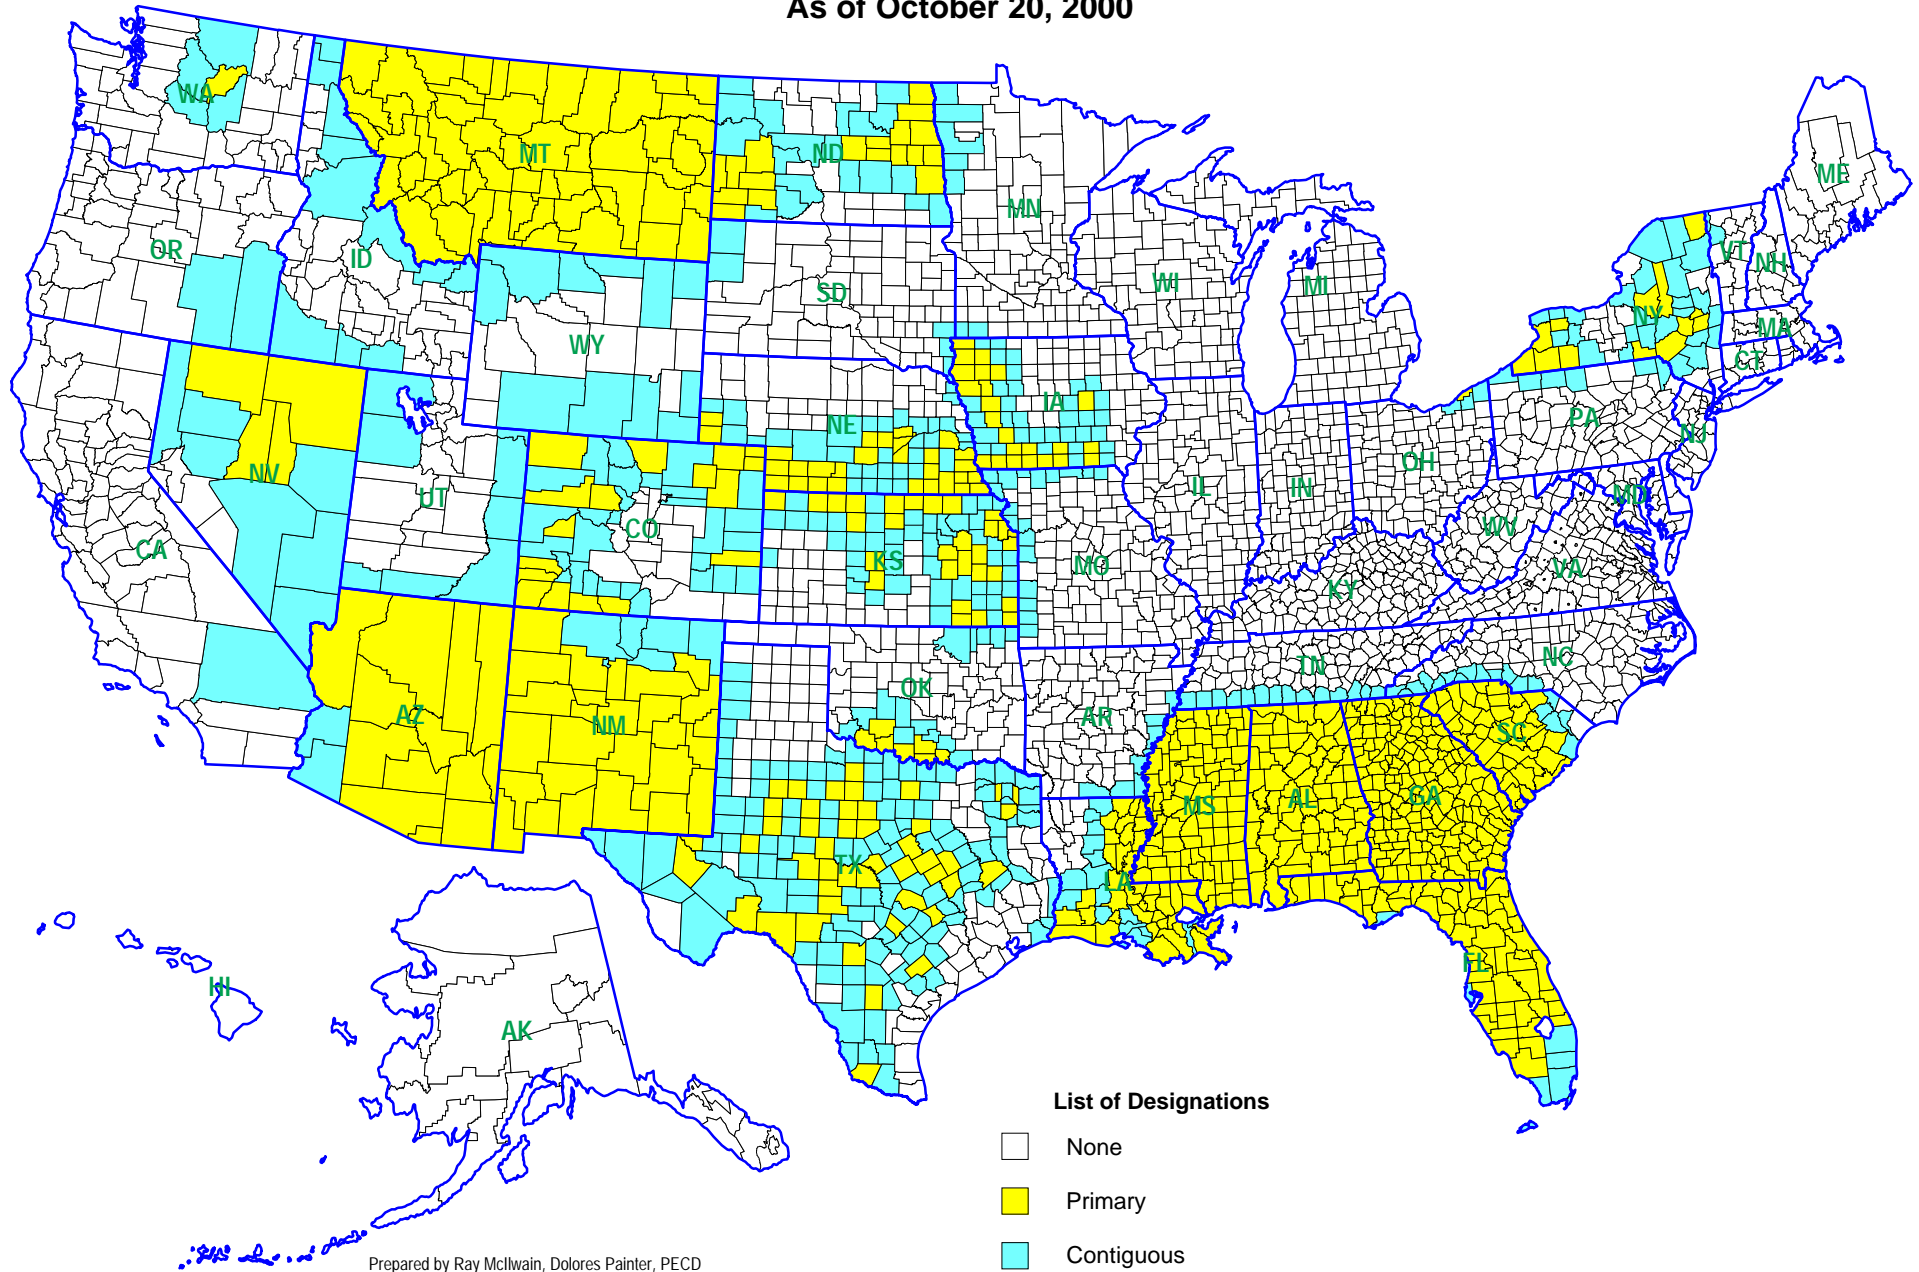 As of October 20, 2000
WA
MT
ND
MN
ME
OR
ID
SD
WI
MI
VT
NH
NY
MA
CT
WY
NE
IA
PA
NJ
NV
UT
CO
KS
MO
IL
IN
OH
MD
WV
VA
CA
KY
AZ
NM
OK
AR
TN
NC
SC
TX
LA
MS
AL
GA
FL
HI
AK
List of Designations
None
Primary
Contiguous
Prepared by Ray McIlwain, Dolores Painter, PECD